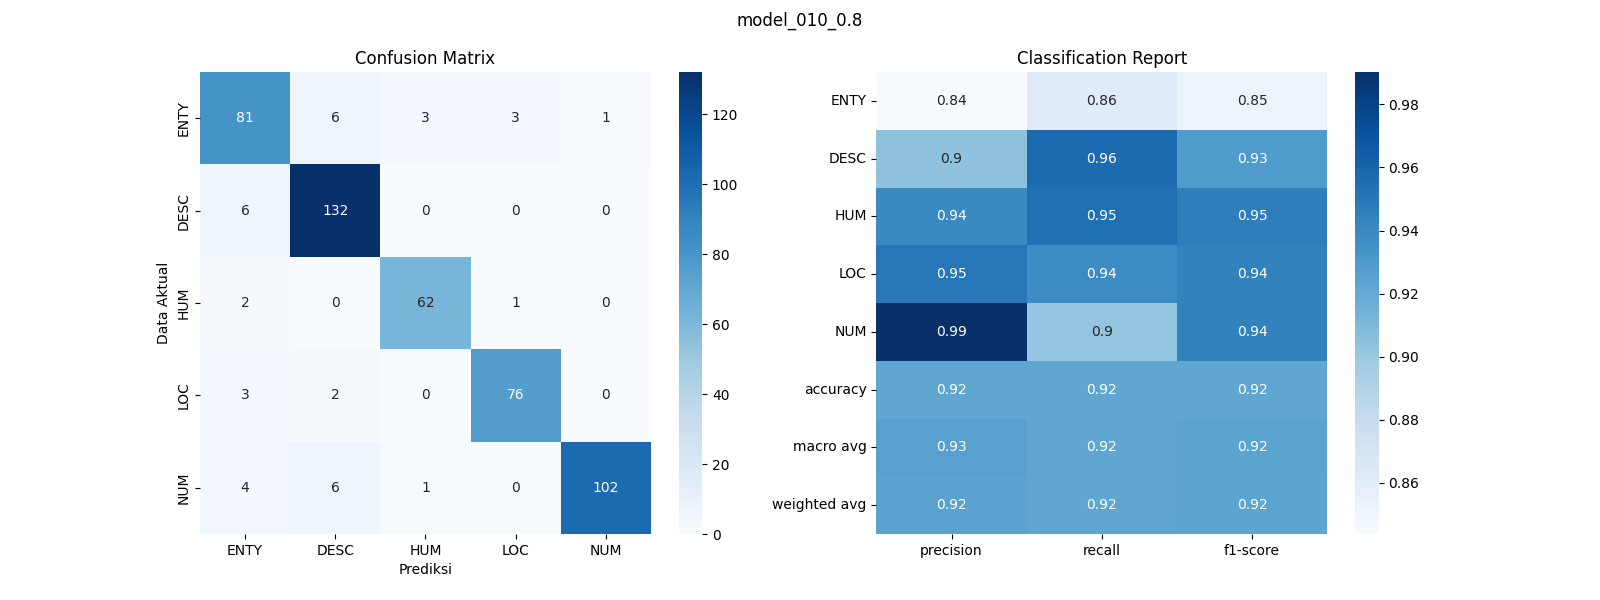 model_010_0.8
Confusion Matrix
Data Aktual
ENTY 81 6 3 3 1
DESC 6 132 0 0 0
HUM 2 0 62 1 0
LOC 3 2 0 76 0
NUM 4 6 1 0 102
ENTY DESC HUM LOC NUM
Prediksi
120
100
80
60
40
20
0
Classification Report
ENTY 0.84 0.86 0.85
DESC 0.9 0.96 0.93
HUM 0.94 0.95 0.95
LOC 0.95 0.94 0.94
NUM 0.99 0.9 0.94
accuracy 0.92 0.92 0.92
macro avg 0.93 0.92 0.92
weighted avg 0.92 0.92 0.92
precision recall f1-score
0.98
0.96
0.94
0.92
0.90
0.88
0.86